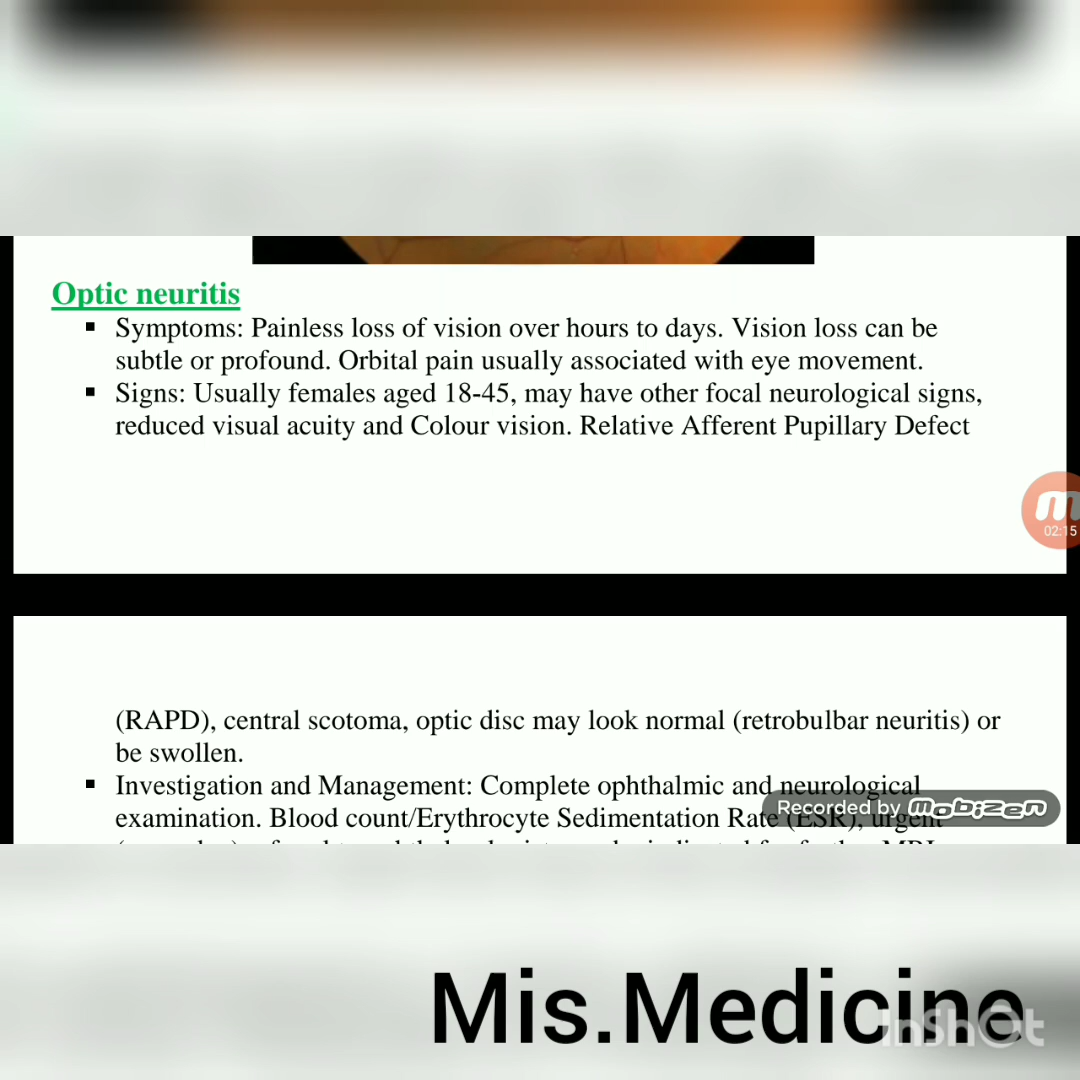 Optic neuritis
▪ Symptoms: Painless loss of vision over hours to days. Vision loss can be
subtle or profound. Orbital pain usually associated with eye movement.
▪ Signs: Usually females aged 18-45, may have other focal neurological signs,
reduced visual acuity and Colour vision. Relative Afferent Pupillary Defect
02:15
(RAPD), central scotoma, optic disc may look normal (retrobulbar neuritis) or
be swollen.
▪ Investigation and Management: Complete ophthalmic and neurological
Recorded by mobizen
examination. Blood count/Erythrocyte Sedimentation Rate (ESR), urgent
Mis.Medicine
InShOt